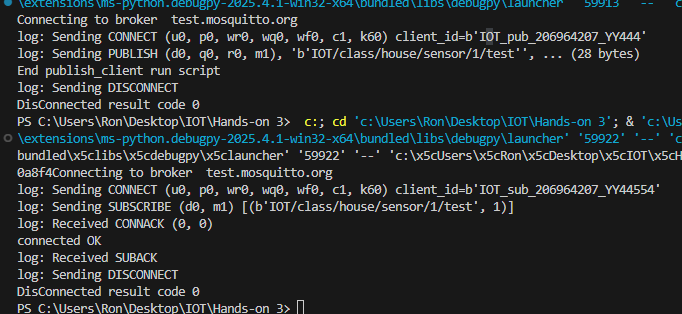 \extensions\ms-python.debugpy-2025.4.1-win32-x64\bundled\libs\debugpy\launcher' '59913' '--' 'c
Connecting to broker  test.mosquitto.org
log: Sending CONNECT (u0, p0, wr0, wq0, wf0, c1, k60) client_id=b'IOT_pub_206964207_YY444'
log: Sending PUBLISH (d0, q0, r0, m1), 'b'IOT/class/house/sensor/1/test'', ... (28 bytes)
End publish_client run script
log: Sending DISCONNECT
DisConnected result code 0
PS C:\Users\Ron\Desktop\IOT\Hands-on 3>  c:; cd 'c:\Users\Ron\Desktop\IOT\Hands-on 3'; & 'c:\Us
\extensions\ms-python.debugpy-2025.4.1-win32-x64\bundled\libs\debugpy\launcher' '59922' '--' 'c
bundled\x5clibs\x5cdebugpy\x5clauncher' '59922' '--' 'c:\x5cUsers\x5cRon\x5cDesktop\x5cIOT\x5cH
0a8f4Connecting to broker  test.mosquitto.org
log: Sending CONNECT (u0, p0, wr0, wq0, wf0, c1, k60) client_id=b'IOT_sub_206964207_YY44554'
log: Sending SUBSCRIBE (d0, m1) [(b'IOT/class/house/sensor/1/test', 1)]
log: Received CONNACK (0, 0)
connected OK
log: Received SUBACK
log: Sending DISCONNECT
DisConnected result code 0
PS C:\Users\Ron\Desktop\IOT\Hands-on 3>